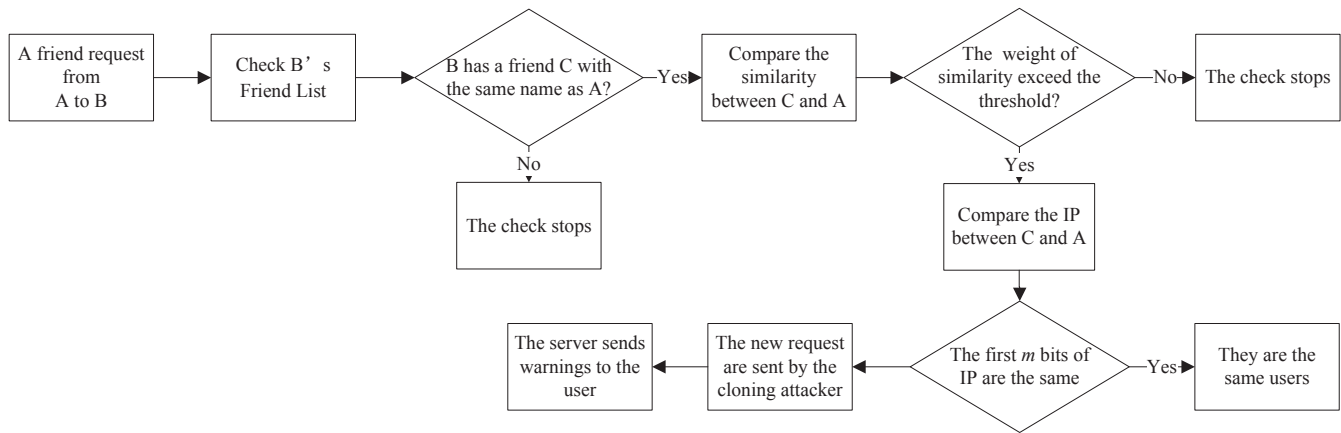 A friend request
from
A to B
Check B’s
Friend List
B has a friend C with
the same name as A?
Yes
Compare the
similarity
between C and A
The weight of
similarity exceed the
threshold?
No
The check stops
No
The check stops
Yes
Compare the IP
between C and A
The first m bits of
IP are the same
Yes
They are the
same users
The new request
are sent by the
cloning attacker
The server sends
warnings to the
user